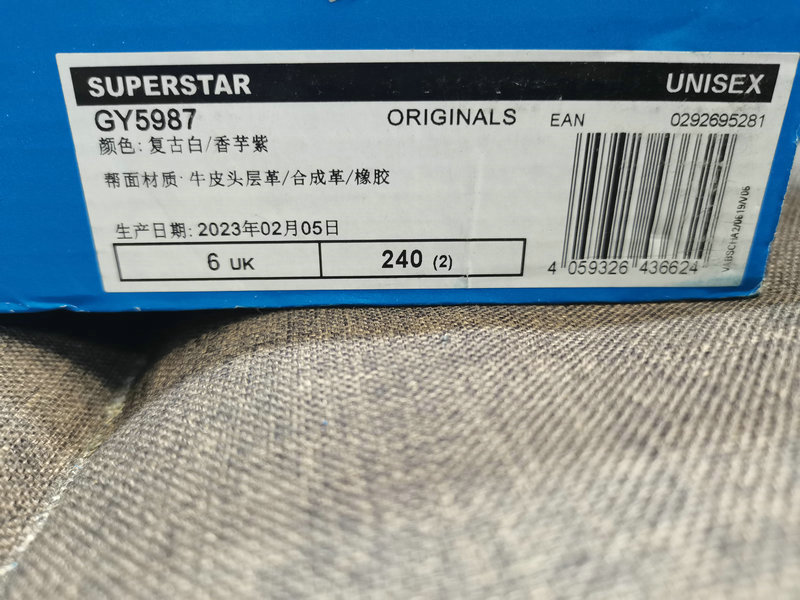 SUPERSTAR UNISEX
GY5987 ORIGINALS EAN 0292695281
颜色: 复古白/香芋紫
帮面材质: 牛皮头层革/合成革/橡胶
生产日期: 2023年02月05日
6 UK 240 (2)
4 059326 436624